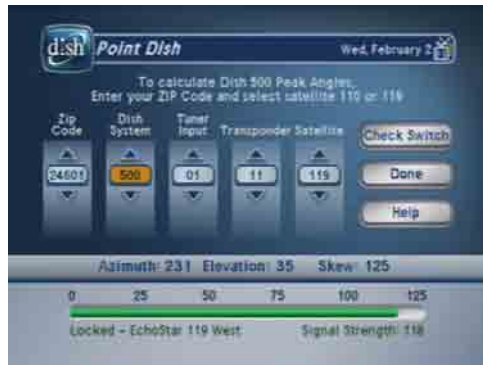 dish Point Dish Wed, February 2
To calculate Dish 500 Peak Angles,
Enter your ZIP Code and select satellite 110 or 119
Zip Code Dish System Tuner Input Transponder Satellite
24601 500 01 11 119
Check Switch
Done
Help
Azimuth: 231 Elevation: 35 Skew: 125
0 25 50 75 100 125
Locked - EchoStar 119 West Signal Strength: 118